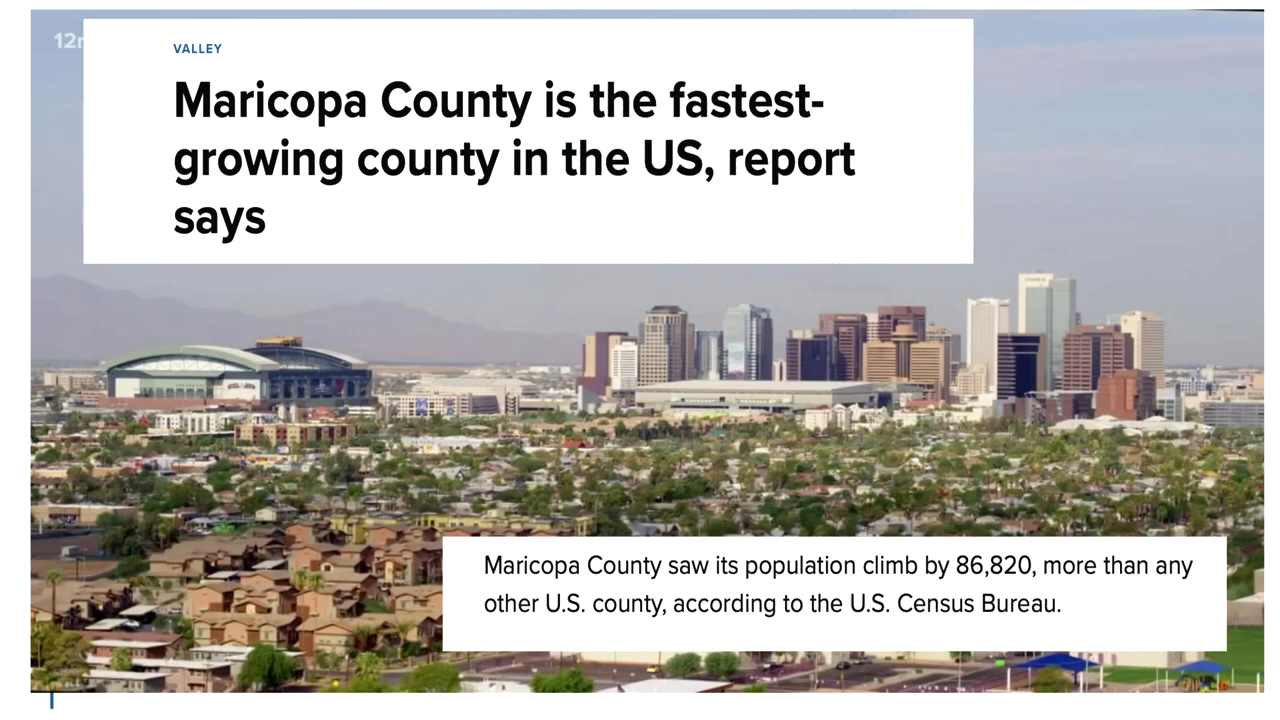 VALLEY
Maricopa County is the fastest-
growing county in the US, report
says
Maricopa County saw its population climb by 86,820, more than any
other U.S. county, according to the U.S. Census Bureau.